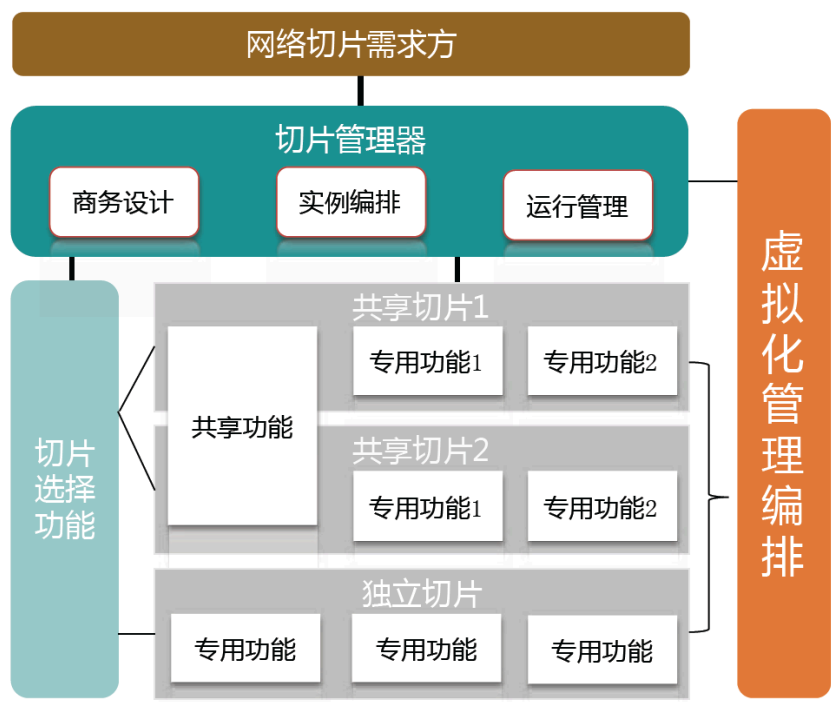 网络切片需求方
切片管理器
商务设计
实例编排
运行管理
切片
选择
功能
共享切片1
共享功能
专用功能1
专用功能2
共享切片2
专用功能1
专用功能2
独立切片
专用功能
专用功能
专用功能
虚
拟
化
管
理
编
排